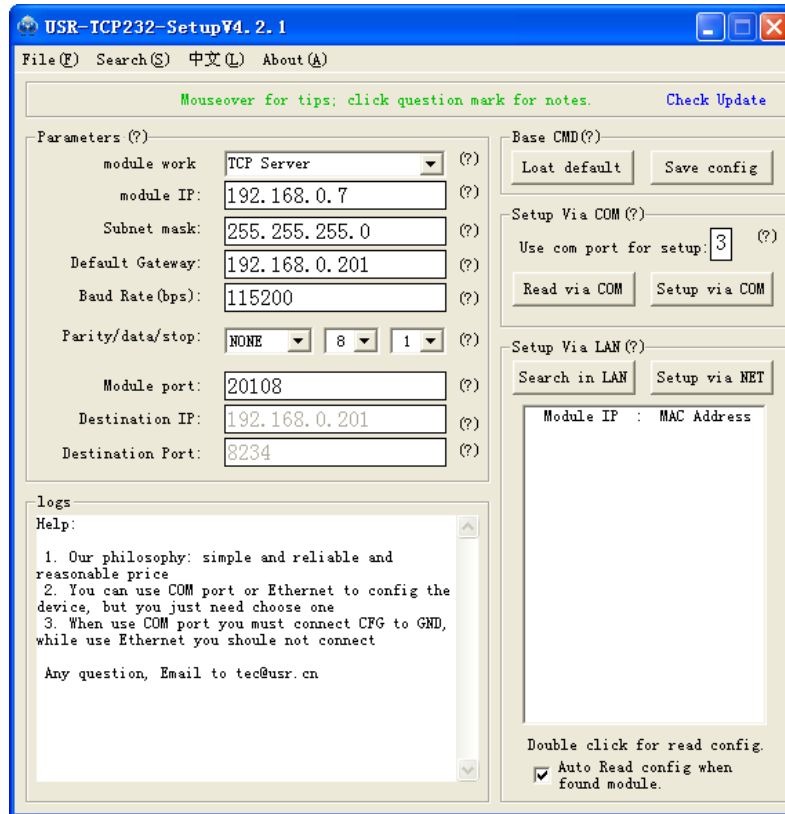 USR-TCP232-SetupV4.2.1
File(F) Search(S) 中文(L) About(A)
Mouseover for tips; click question mark for notes. Check Update
Parameters (?)
module work TCP Server (?)
module IP: 192.168.0.7 (?)
Subnet mask: 255.255.255.0 (?)
Default Gateway: 192.168.0.201 (?)
Baud Rate(bps): 115200 (?)
Parity/data/stop: NONE 8 1 (?)
Module port: 20108 (?)
Destination IP: 192.168.0.201 (?)
Destination Port: 8234 (?)
logs
Help:
1. Our philosophy: simple and reliable and
reasonable price
2. You can use COM port or Ethernet to config the
device, but you just need choose one
3. When use COM port you must connect CFG to GND,
while use Ethernet you shoule not connect
Any question, Email to tec@usr.cn
Base CMD(?)
Loat default Save config
Setup Via COM(?)
Use com port for setup: 3 (?)
Read via COM Setup via COM
Setup Via LAN(?)
Search in LAN Setup via NET
Module IP : MAC Address
Double click for read config.
Auto Read config when
found module.